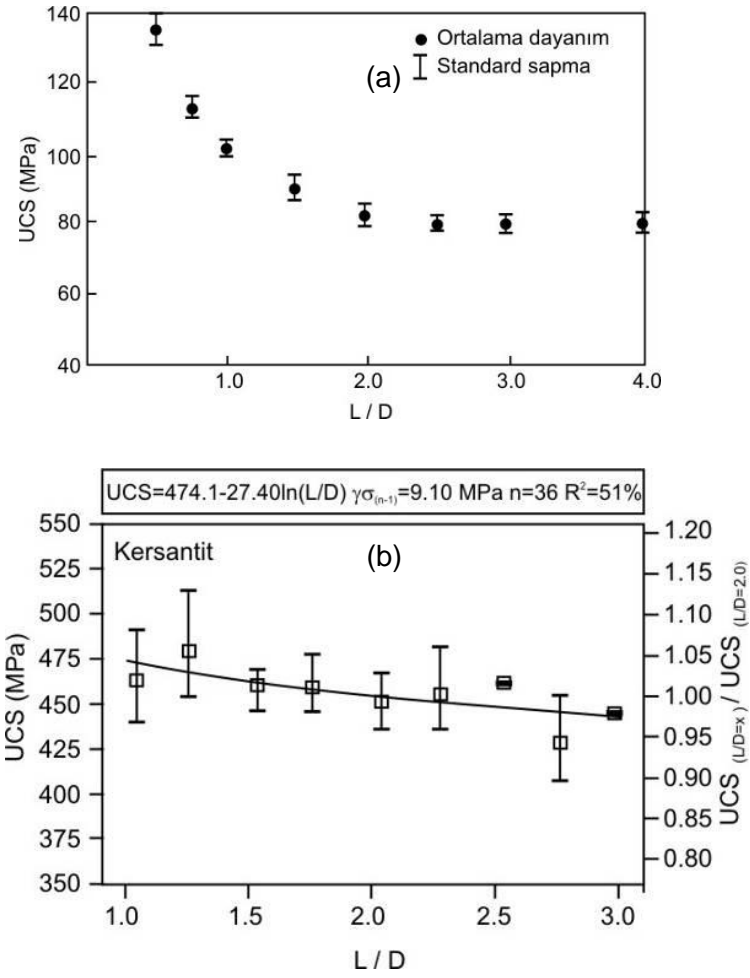 140
120
100
80
60
40
UCS (MPa)
(a)
Ortalama dayanım
Standard sapma
1.0 2.0 3.0 4.0
L / D
UCS=474.1-27.40ln(L/D) γσ(n-1)=9.10 MPa n=36 R²=51%
Kersantit
(b)
550
525
500
475
450
425
400
375
350
UCS (MPa)
1.20
1.15
1.10
1.05
1.00
0.95
0.90
0.85
0.80
UCS (L/D=x) / UCS (L/D=2.0)
1.0 1.5 2.0 2.5 3.0
L / D